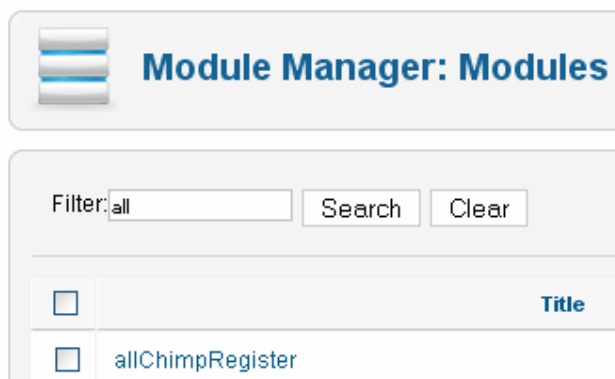 Module Manager: Modules
Filter: all Search Clear
Title
allChimpRegister